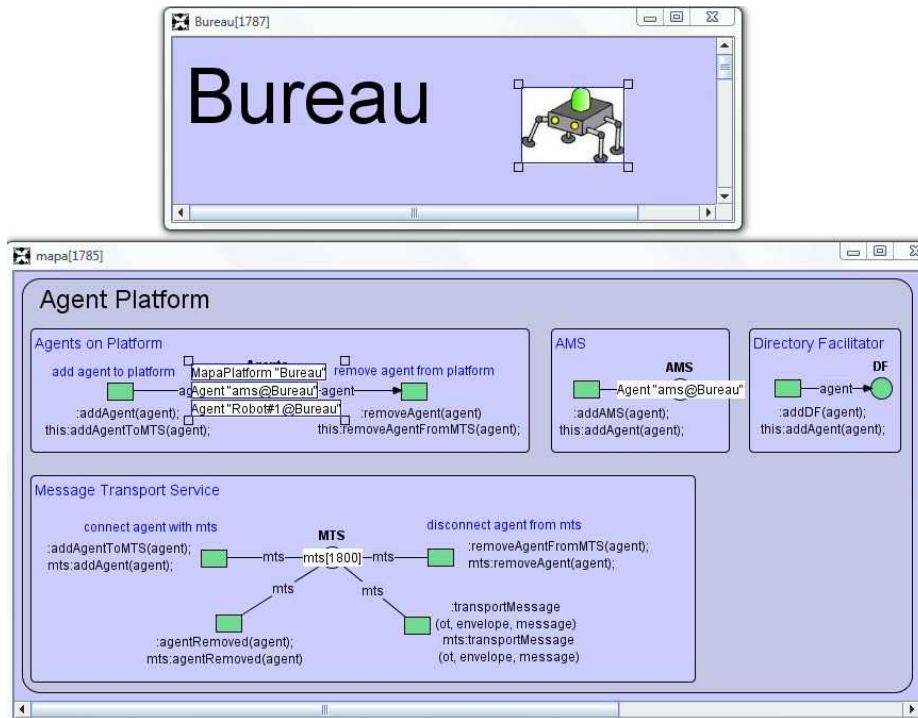 Bureau[1787]
Bureau
mapa[1785]
Agent Platform
Agents on Platform
add agent to platform
remove agent from platform
MapaPlatform "Bureau"
Agent "ams@Bureau"
agent
Agent "Robot#1@Bureau"
:addAgent(agent);
this:addAgentToMTS(agent);
:removeAgent(agent)
this:removeAgentFromMTS(agent);
AMS
AMS
Agent "ams@Bureau"
:addAMS(agent);
this:addAgent(agent);
Directory Facilitator
DF
agent
:addDF(agent);
this:addAgent(agent);
Message Transport Service
connect agent with mts
:addAgentToMTS(agent);
mts:addAgent(agent);
MTS
mts
mts[1800]
mts
disconnect agent from mts
:removeAgentFromMTS(agent);
mts:removeAgent(agent);
mts
mts
:agentRemoved(agent);
mts:agentRemoved(agent)
:transportMessage
(ot, envelope, message)
mts:transportMessage
(ot, envelope, message)